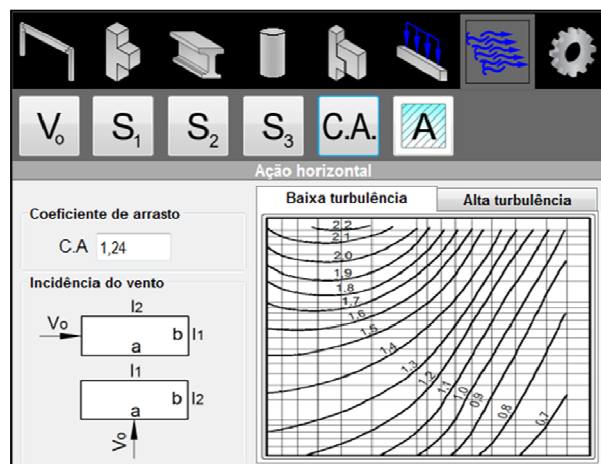 V₀ S₁ S₂ S₃ C.A. A
Ação horizontal
Baixa turbulência Alta turbulência
Coeficiente de arrasto
C.A 1,24
Incidência do vento
l2
Vo b l1
a
l1
b l2
a
Vo
2.2
2.1
2.0
1.9
1.8
1.7
1.6
1.5
1.4
1.3
1.2
1.1
1.0
0.9
0.8
0.7